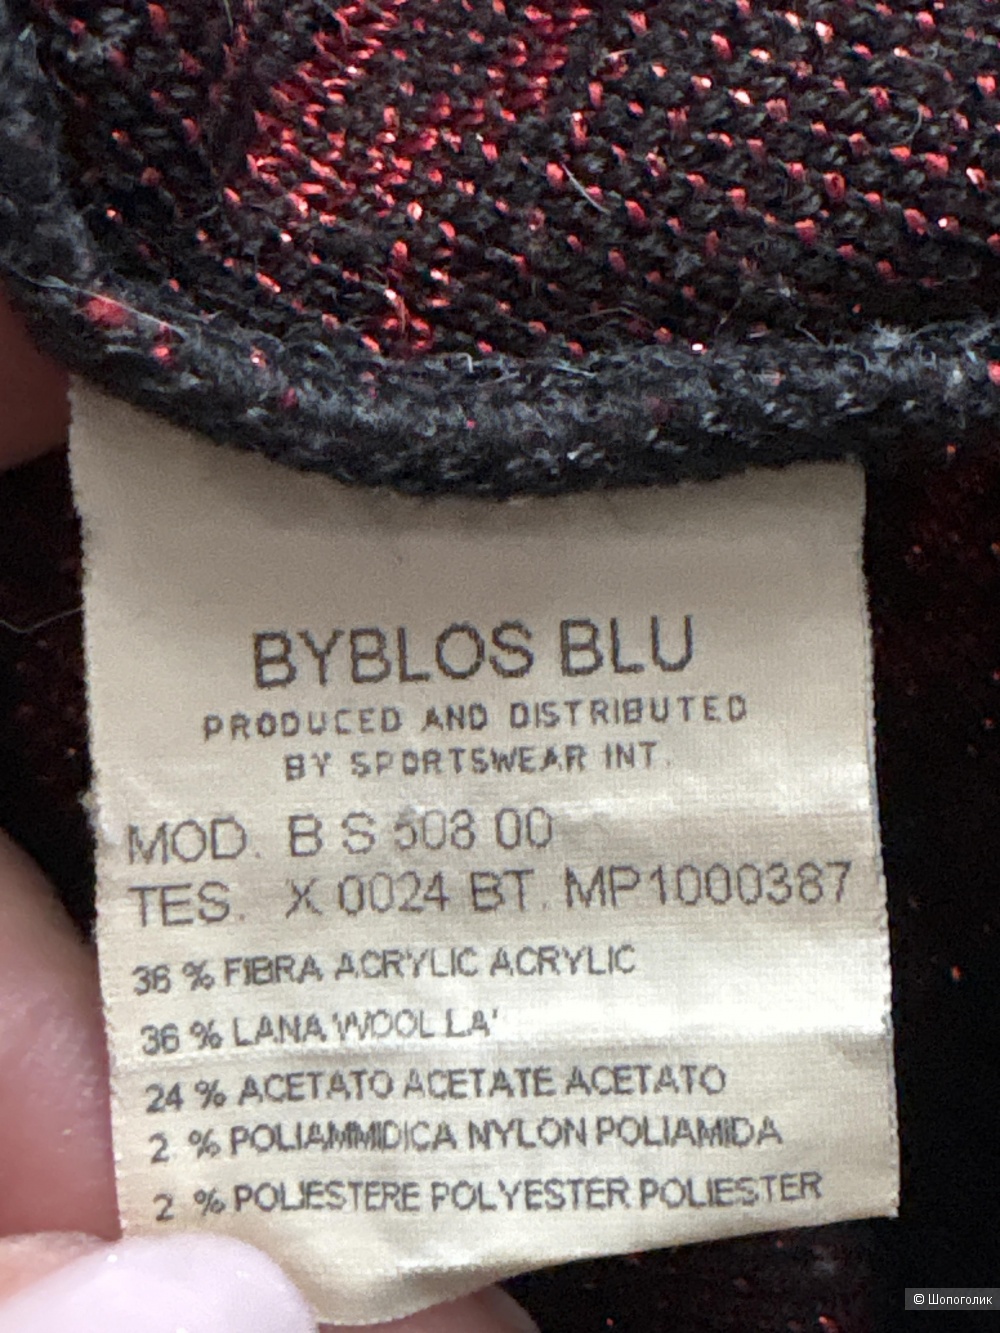 BYBLOS BLU
PRODUCED AND DISTRIBUTED
BY SPORTSWEAR INT.
MOD. B S 508 00
TES. X 0024 BT. MP1000387
36 % FIBRA ACRYLIC ACRYLIC
36 % LANA WOOL LA'
24 % ACETATO ACETATE ACETATO
2 % POLIAMMIDICA NYLON POLIAMIDA
2 % POLIESTERE POLYESTER POLIESTER
© Шопоголик